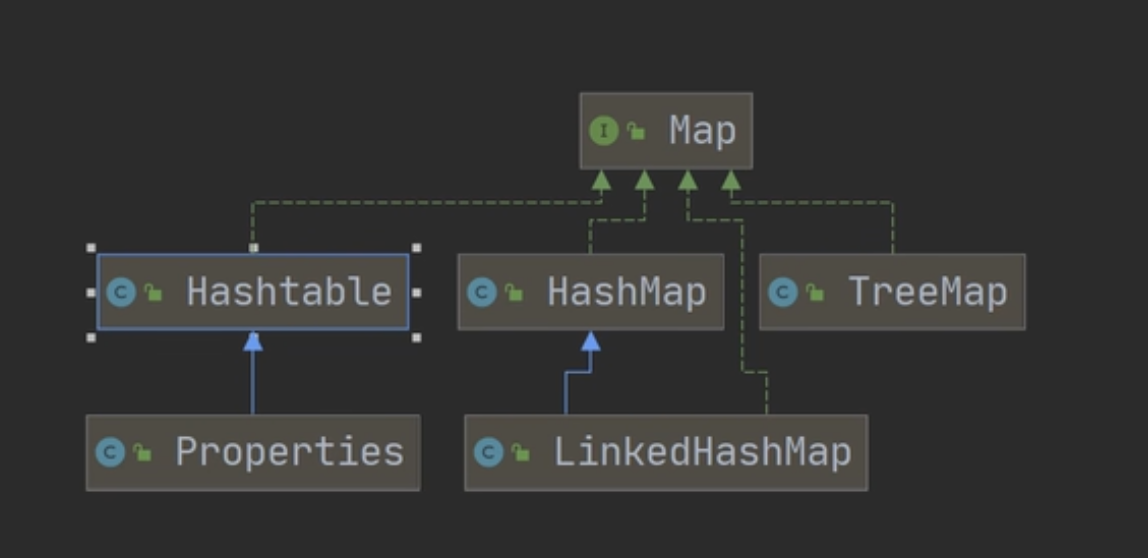 I Map
C Hashtable
C HashMap
C TreeMap
C Properties
C LinkedHashMap